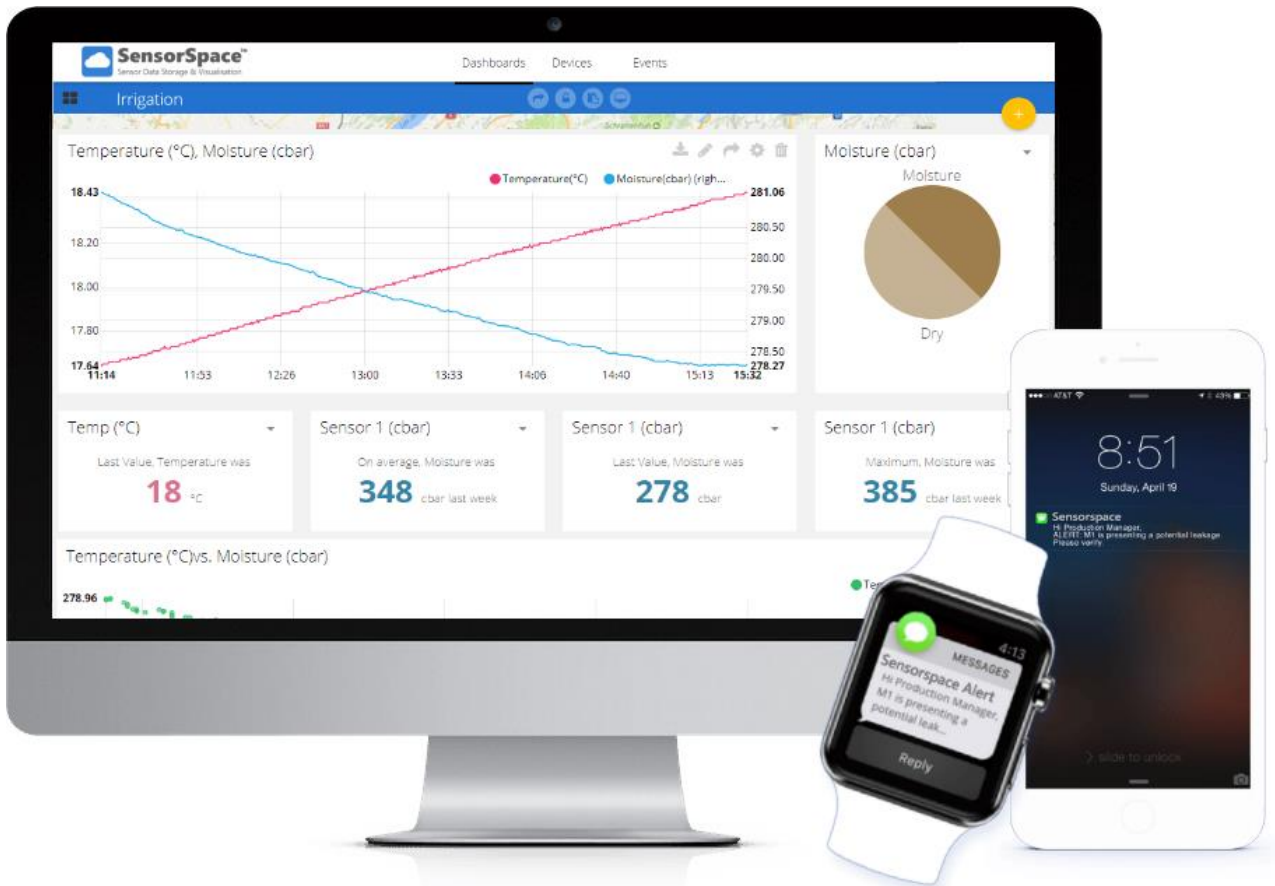 SensorSpace™
Sensor Data Storage & Visualisation
Dashboards Devices Events
Irrigation
+
Temperature (°C), Moisture (cbar)
Temperature(°C) Moisture(cbar) (righ...
18.43
18.20
18.00
17.80
17.64
281.06
280.50
280.00
279.50
279.00
278.50
278.27
11:14 11:53 12:26 13:00 13:33 14:06 14:40 15:13 15:32
Moisture (cbar)
Moisture
Dry
Temp (°C)
Last Value, Temperature was
18 °C
Sensor 1 (cbar)
On average, Moisture was
348 cbar last week
Sensor 1 (cbar)
Last Value, Moisture was
278 cbar
Sensor 1 (cbar)
Maximum, Moisture was
385 cbar last week
Temperature (°C)vs. Moisture (cbar)
278.96
4:13
MESSAGES
Sensorspace Alert
Hi Production Manager,
M1 is presenting a
potential leak...
Reply
AT&T 49%
8:51
Sunday, April 19
Sensorspace
Hi Production Manager,
ALERT: M1 is presenting a potential leakage
Please verify.
> slide to unlock